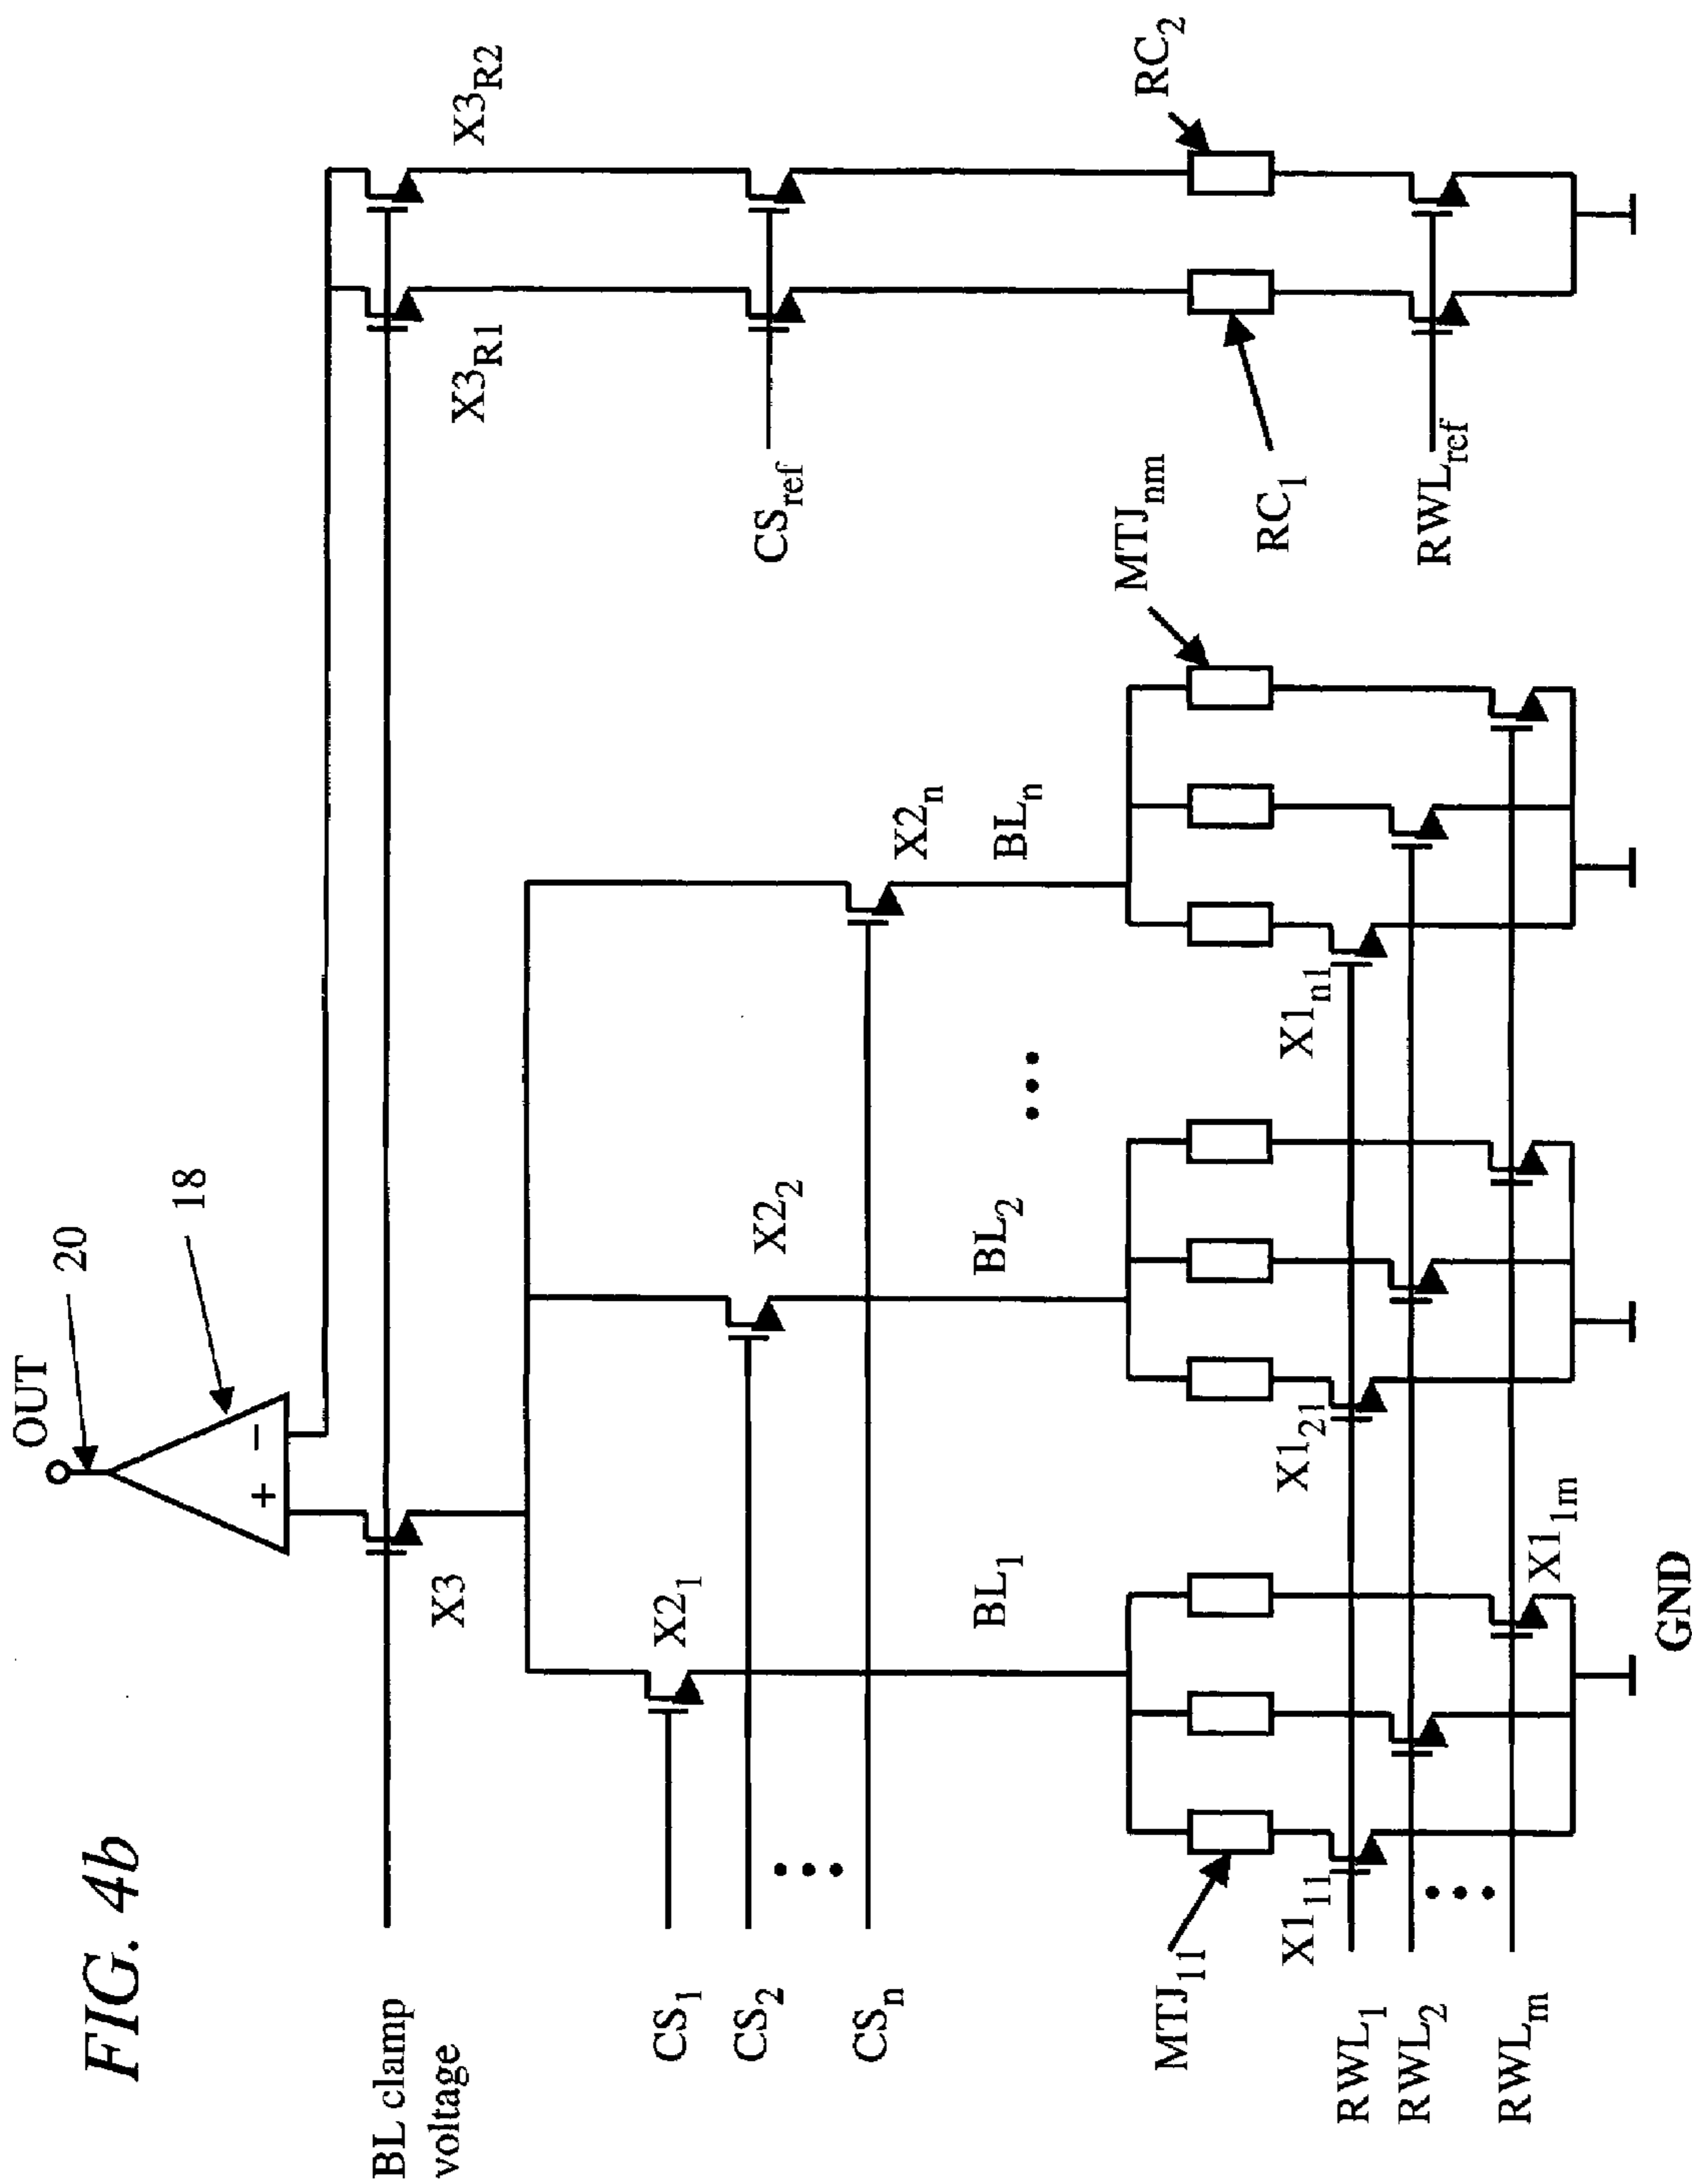 FIG. 4b
OUT
20
18
+
−
BL clamp
voltage
X3
X3R1
X3R2
CS1
CS2
CSn
X21
X22
X2n
CSref
BL1
BL2
BLn
MTJ11
MTJnm
RC1
RC2
X111
X121
X1n1
X11m
RWL1
RWL2
RWLm
RWLref
GND